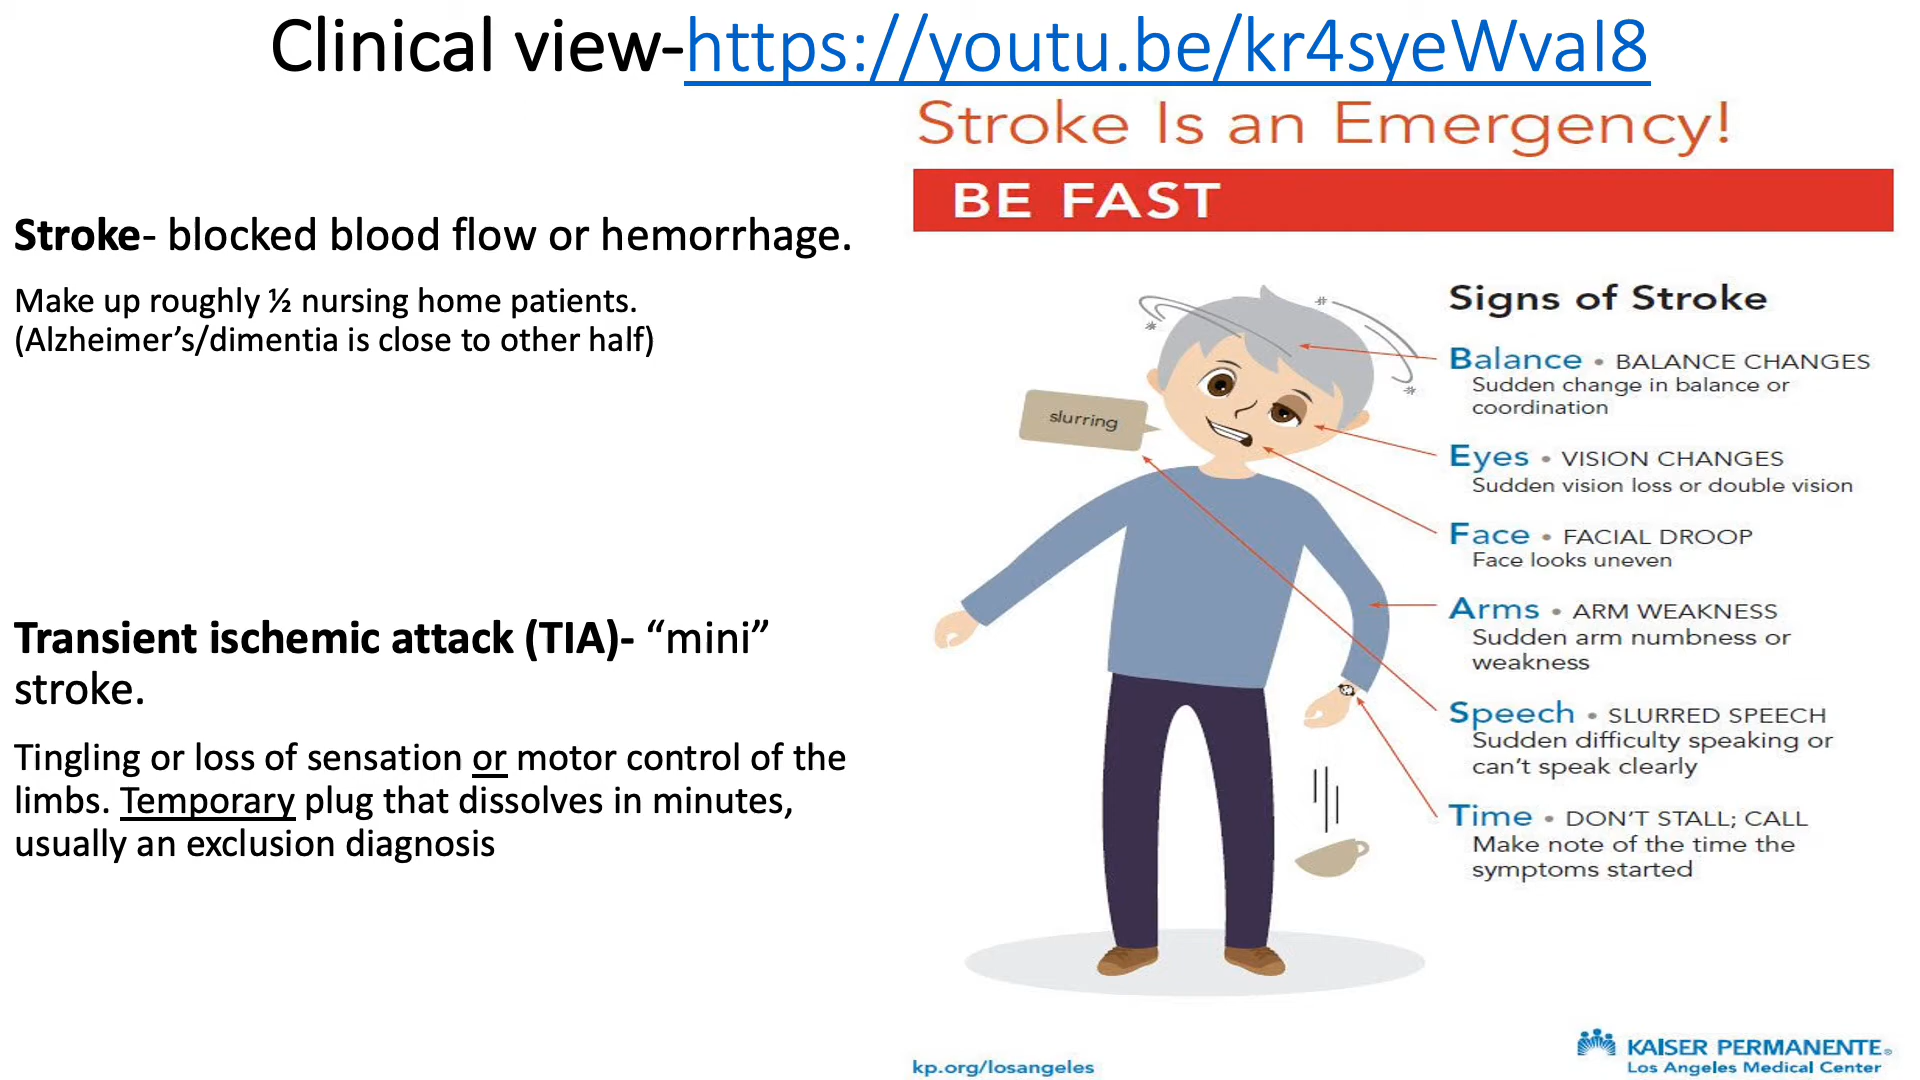 Clinical view-https://youtu.be/kr4syeWvaI8
Stroke- blocked blood flow or hemorrhage.
Make up roughly ½ nursing home patients.
(Alzheimer’s/dimentia is close to other half)
Transient ischemic attack (TIA)- “mini”
stroke.
Tingling or loss of sensation or motor control of the
limbs. Temporary plug that dissolves in minutes,
usually an exclusion diagnosis
Stroke Is an Emergency!
BE FAST
slurring
Signs of Stroke
Balance • BALANCE CHANGES
Sudden change in balance or
coordination
Eyes • VISION CHANGES
Sudden vision loss or double vision
Face • FACIAL DROOP
Face looks uneven
Arms • ARM WEAKNESS
Sudden arm numbness or
weakness
Speech • SLURRED SPEECH
Sudden difficulty speaking or
can’t speak clearly
Time • DON’T STALL; CALL
Make note of the time the
symptoms started
kp.org/losangeles
KAISER PERMANENTE®
Los Angeles Medical Center